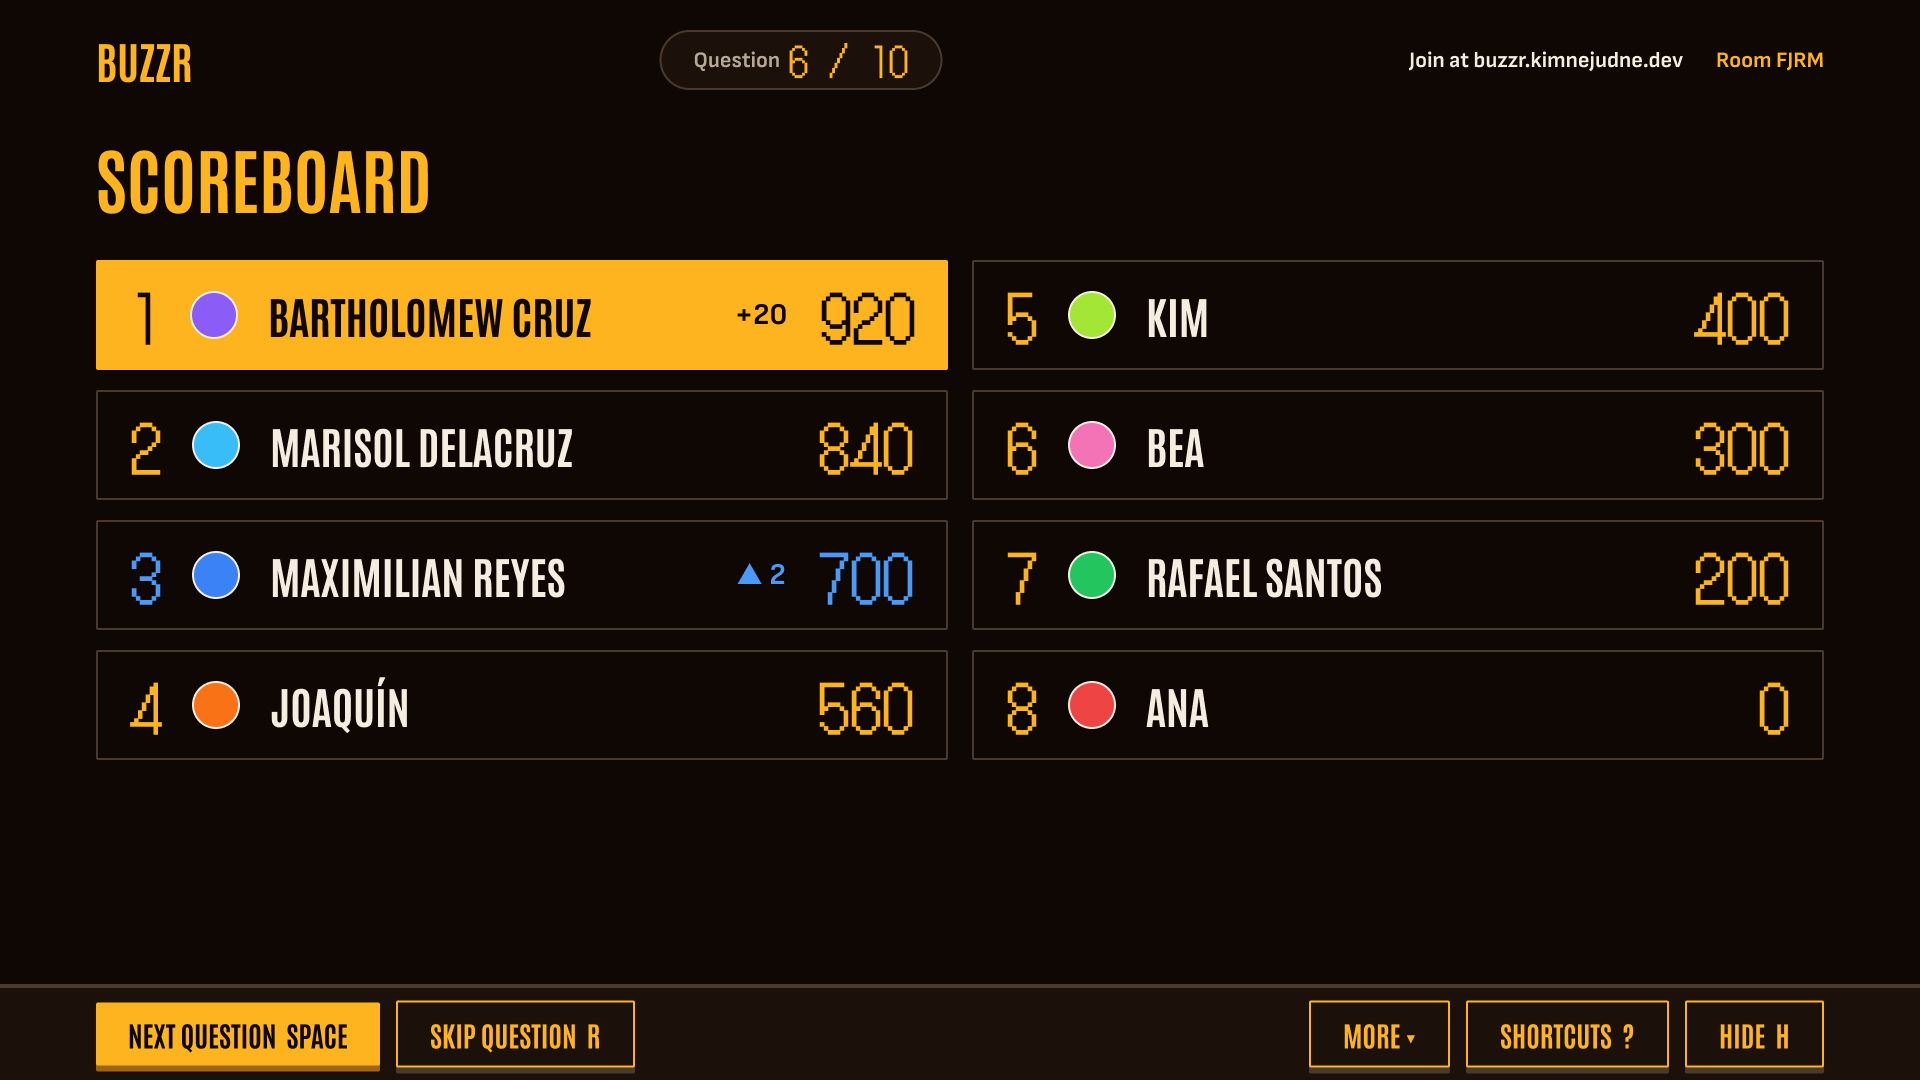 BUZZR
Question 6 / 10
Join at buzzr.kimnejudne.dev Room FJRM
SCOREBOARD
1 BARTHOLOMEW CRUZ +20 920
2 MARISOL DELACRUZ 840
3 MAXIMILIAN REYES ▲ 2 700
4 JOAQUÍN 560
5 KIM 400
6 BEA 300
7 RAFAEL SANTOS 200
8 ANA 0
NEXT QUESTION SPACE
SKIP QUESTION R
MORE ▾
SHORTCUTS ?
HIDE H